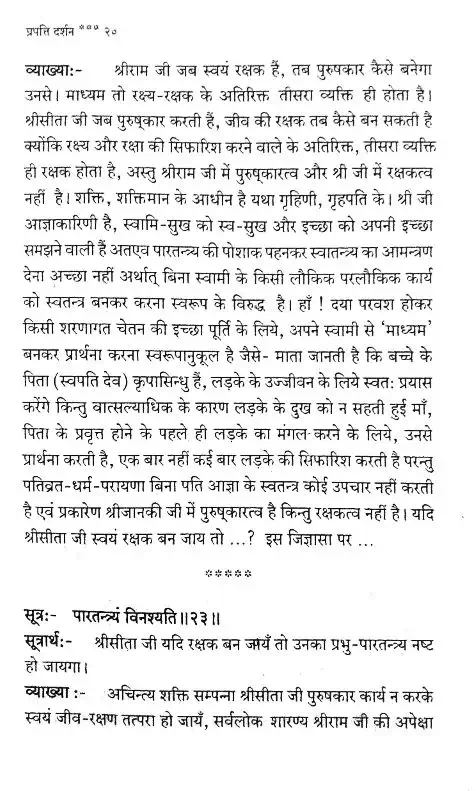 प्रपत्ति दर्शन *** २०
व्याख्याः- श्रीराम जी जब स्वयं रक्षक हैं, तब पुरुषकार कैसे बनेगा
उनसे। माध्यम तो रक्ष्य-रक्षक के अतिरिक्त तीसरा व्यक्ति ही होता है।
श्रीसीता जी जब पुरुष्कार करती हैं, जीव की रक्षक तब कैसे बन सकती है
क्योंकि रक्ष्य और रक्षा की सिफारिश करने वाले के अतिरिक्त, तीसरा व्यक्ति
ही रक्षक होता है, अस्तु श्रीराम जी में पुरुष्कारत्व और श्री जी में रक्षकत्व
नहीं है। शक्ति, शक्तिमान के आधीन है यथा गृहिणी, गृहपति के। श्री जी
आज्ञाकारिणी है, स्वामि-सुख को स्व-सुख और इच्छा को अपनी इच्छा
समझने वाली हैं अतएव पारतन्त्र्य की पोशाक पहनकर स्वातन्त्र्य का आमन्त्रण
देना अच्छा नहीं अर्थात् बिना स्वामी के किसी लौकिक परलौकिक कार्य
को स्वतन्त्र बनकर करना स्वरूप के विरुद्ध है। हाँ ! दया परवश होकर
किसी शरणागत चेतन की इच्छा पूर्ति के लिये, अपने स्वामी से ‘माध्यम’
बनकर प्रार्थना करना स्वरूपानुकूल है जैसे- माता जानती है कि बच्चे के
पिता (स्वपति देव) कृपासिन्धु हैं, लड़के के उज्जीवन के लिये स्वतः प्रयास
करेंगे किन्तु वात्सल्याधिक के कारण लड़के के दुख को न सहती हुई माँ,
पिता के प्रवृत्त होने के पहले ही लड़के का मंगल करने के लिये, उनसे
प्रार्थना करती है, एक बार नहीं कई बार लड़के की सिफारिश करती है परन्तु
पतिव्रत-धर्म-परायणा बिना पति आज्ञा के स्वतन्त्र कोई उपचार नहीं करती
है एवं प्रकारेण श्रीजानकी जी में पुरुष्कारत्व है किन्तु रक्षकत्व नहीं है। यदि
श्रीसीता जी स्वयं रक्षक बन जाय तो ...? इस जिज्ञासा पर ...
*****
सूत्रः- पारतन्त्र्यं विनश्यति॥२३॥
सूत्रार्थः- श्रीसीता जी यदि रक्षक बन जायँ तो उनका प्रभु-पारतन्त्र्य नष्ट
हो जायगा।
व्याख्या :- अचिन्त्य शक्ति सम्पन्ना श्रीसीता जी पुरुषकार कार्य न करके
स्वयं जीव-रक्षण तत्परा हो जायँ, सर्वलोक शारण्य श्रीराम जी की अपेक्षा